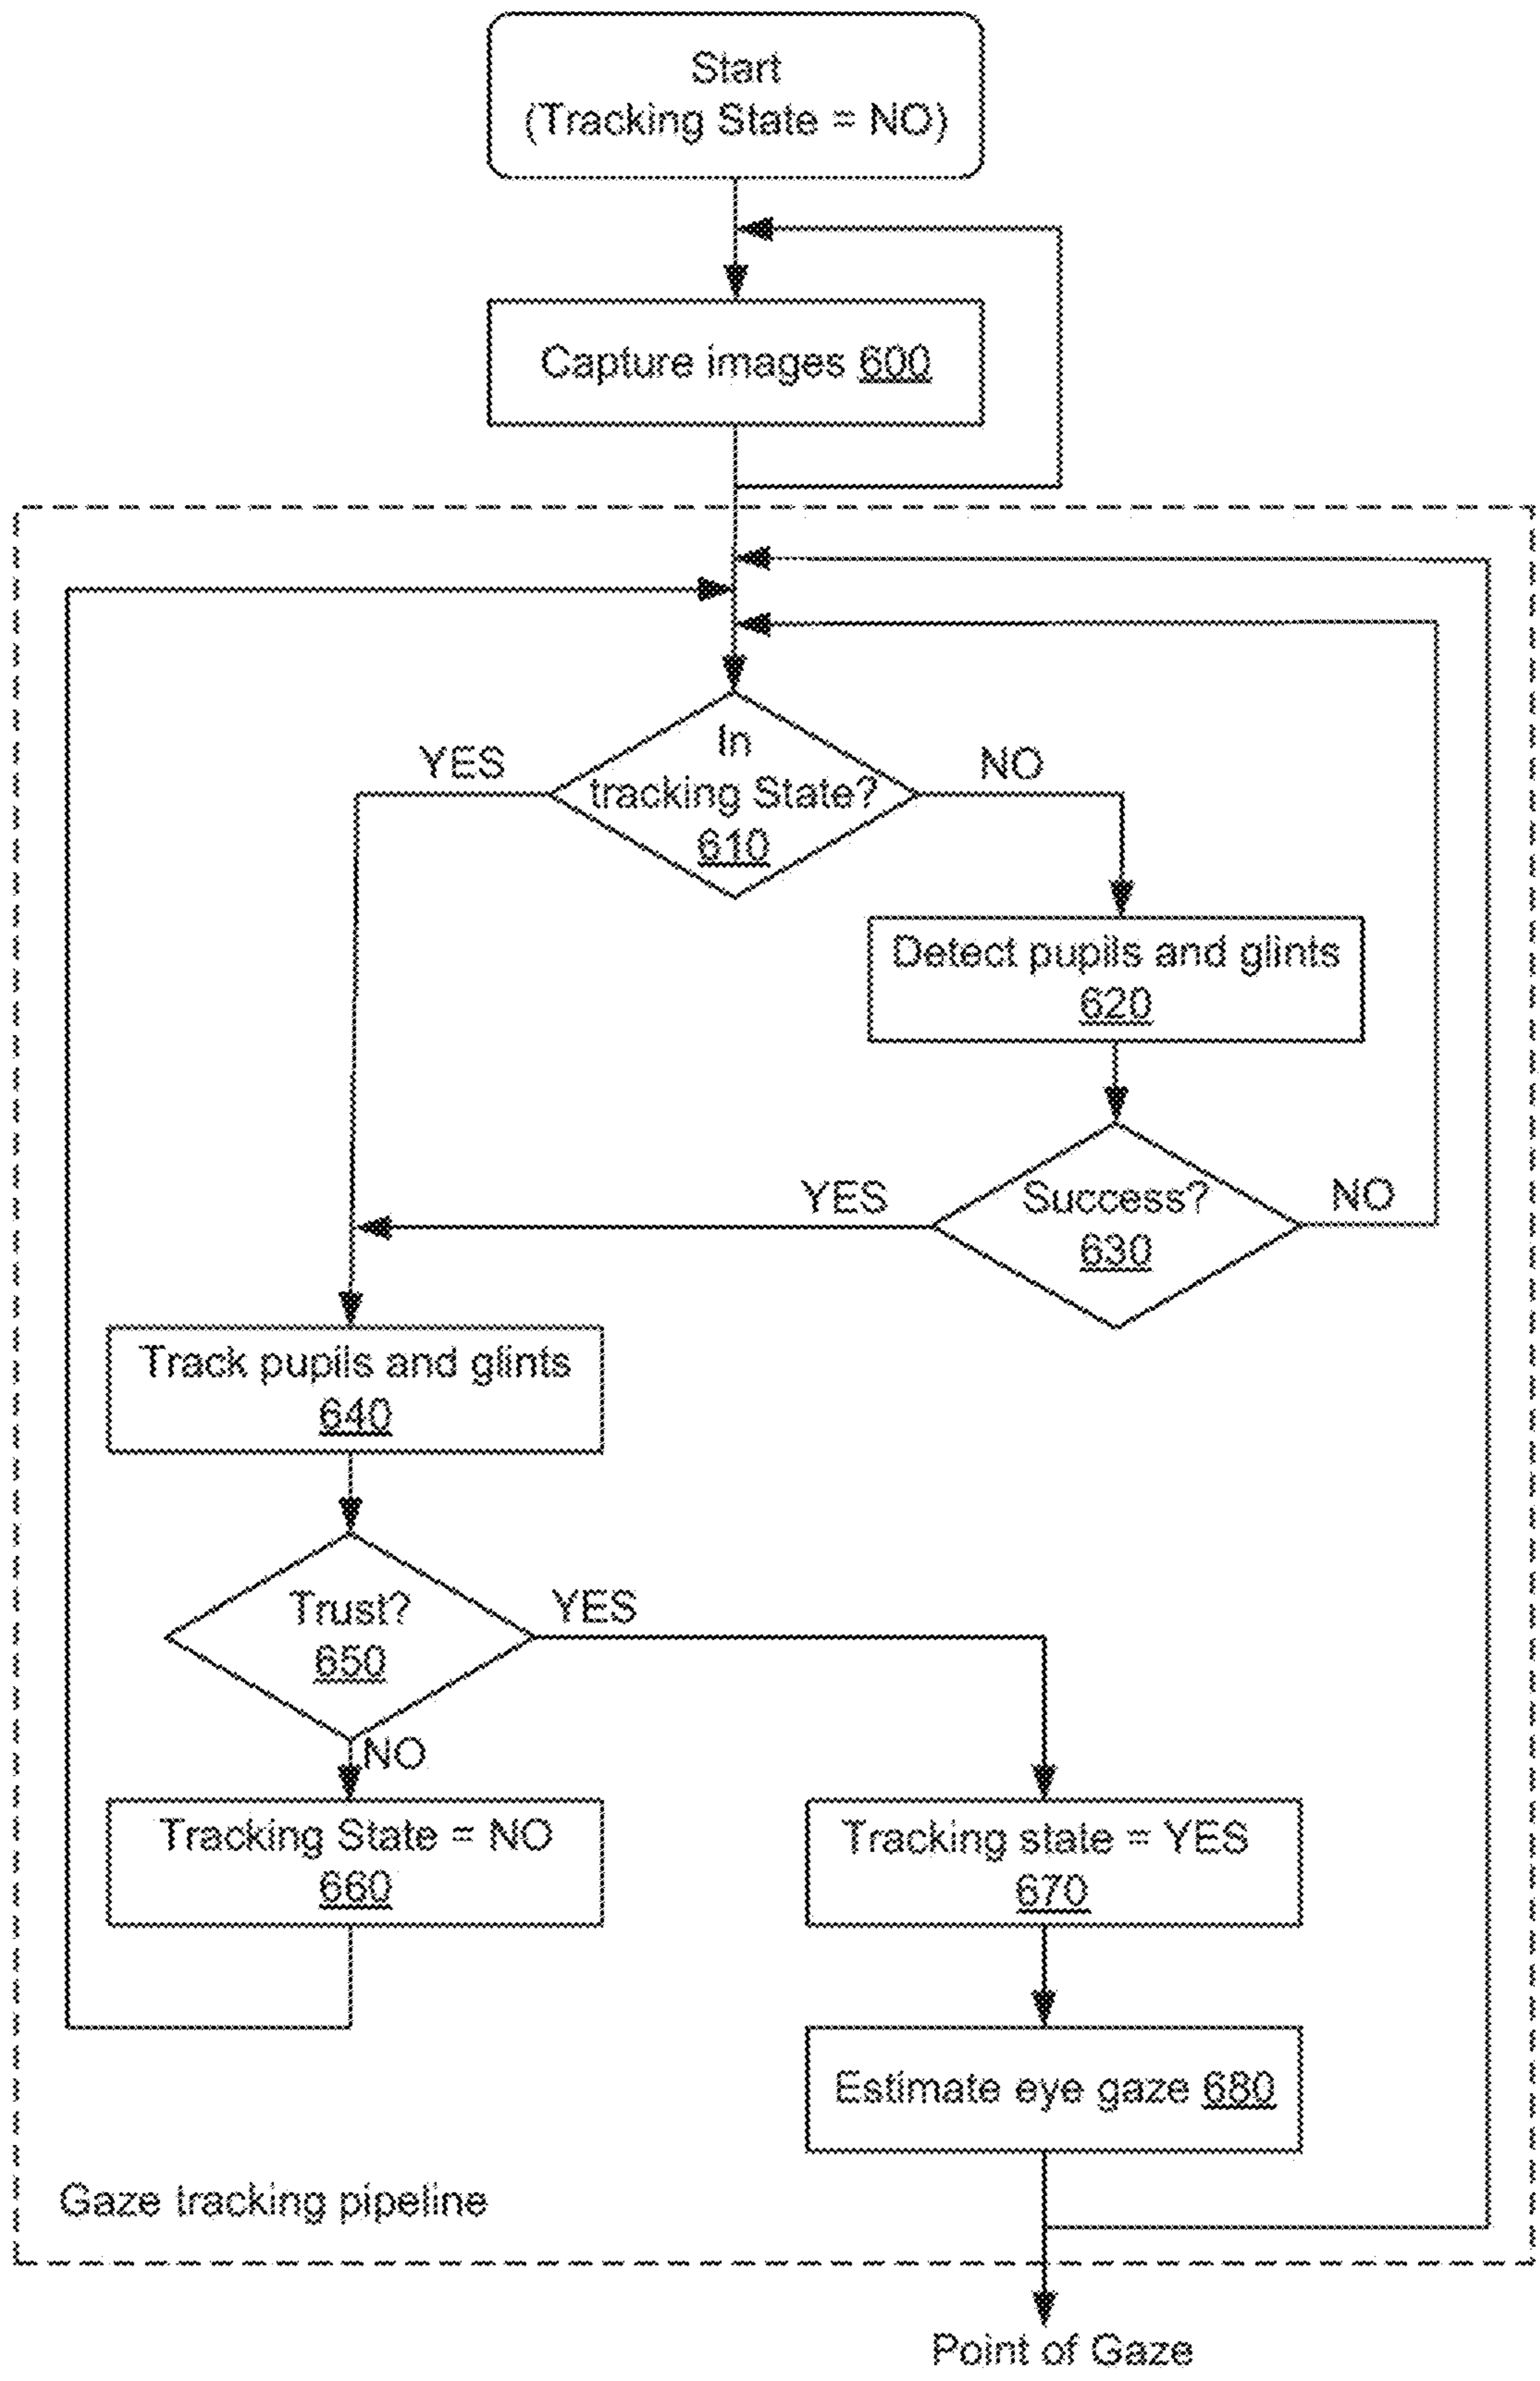 Start
(Tracking State = NO)
Capture images 600
In
tracking State?
610
YES
NO
Detect pupils and glints
620
Success?
630
YES
NO
Track pupils and glints
640
Trust?
650
YES
NO
Tracking State = NO
660
Tracking state = YES
670
Estimate eye gaze 680
Gaze tracking pipeline
Point of Gaze